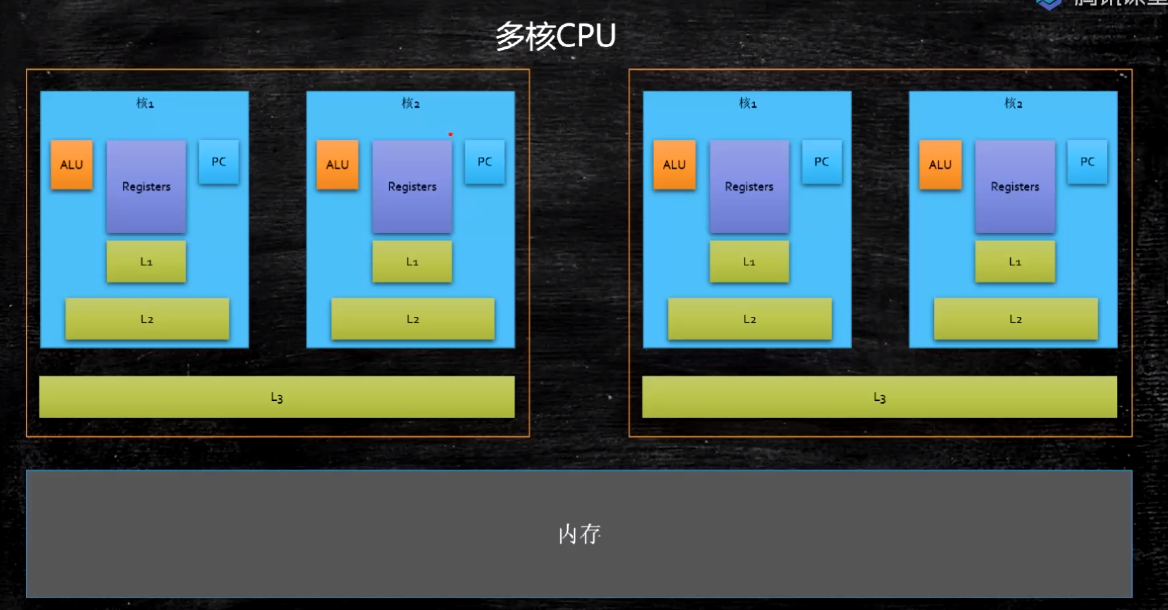 多核CPU
核1
核2
核1
核2
ALU
Registers
PC
ALU
Registers
PC
ALU
Registers
PC
ALU
Registers
PC
L1
L1
L1
L1
L2
L2
L2
L2
L3
L3
内存